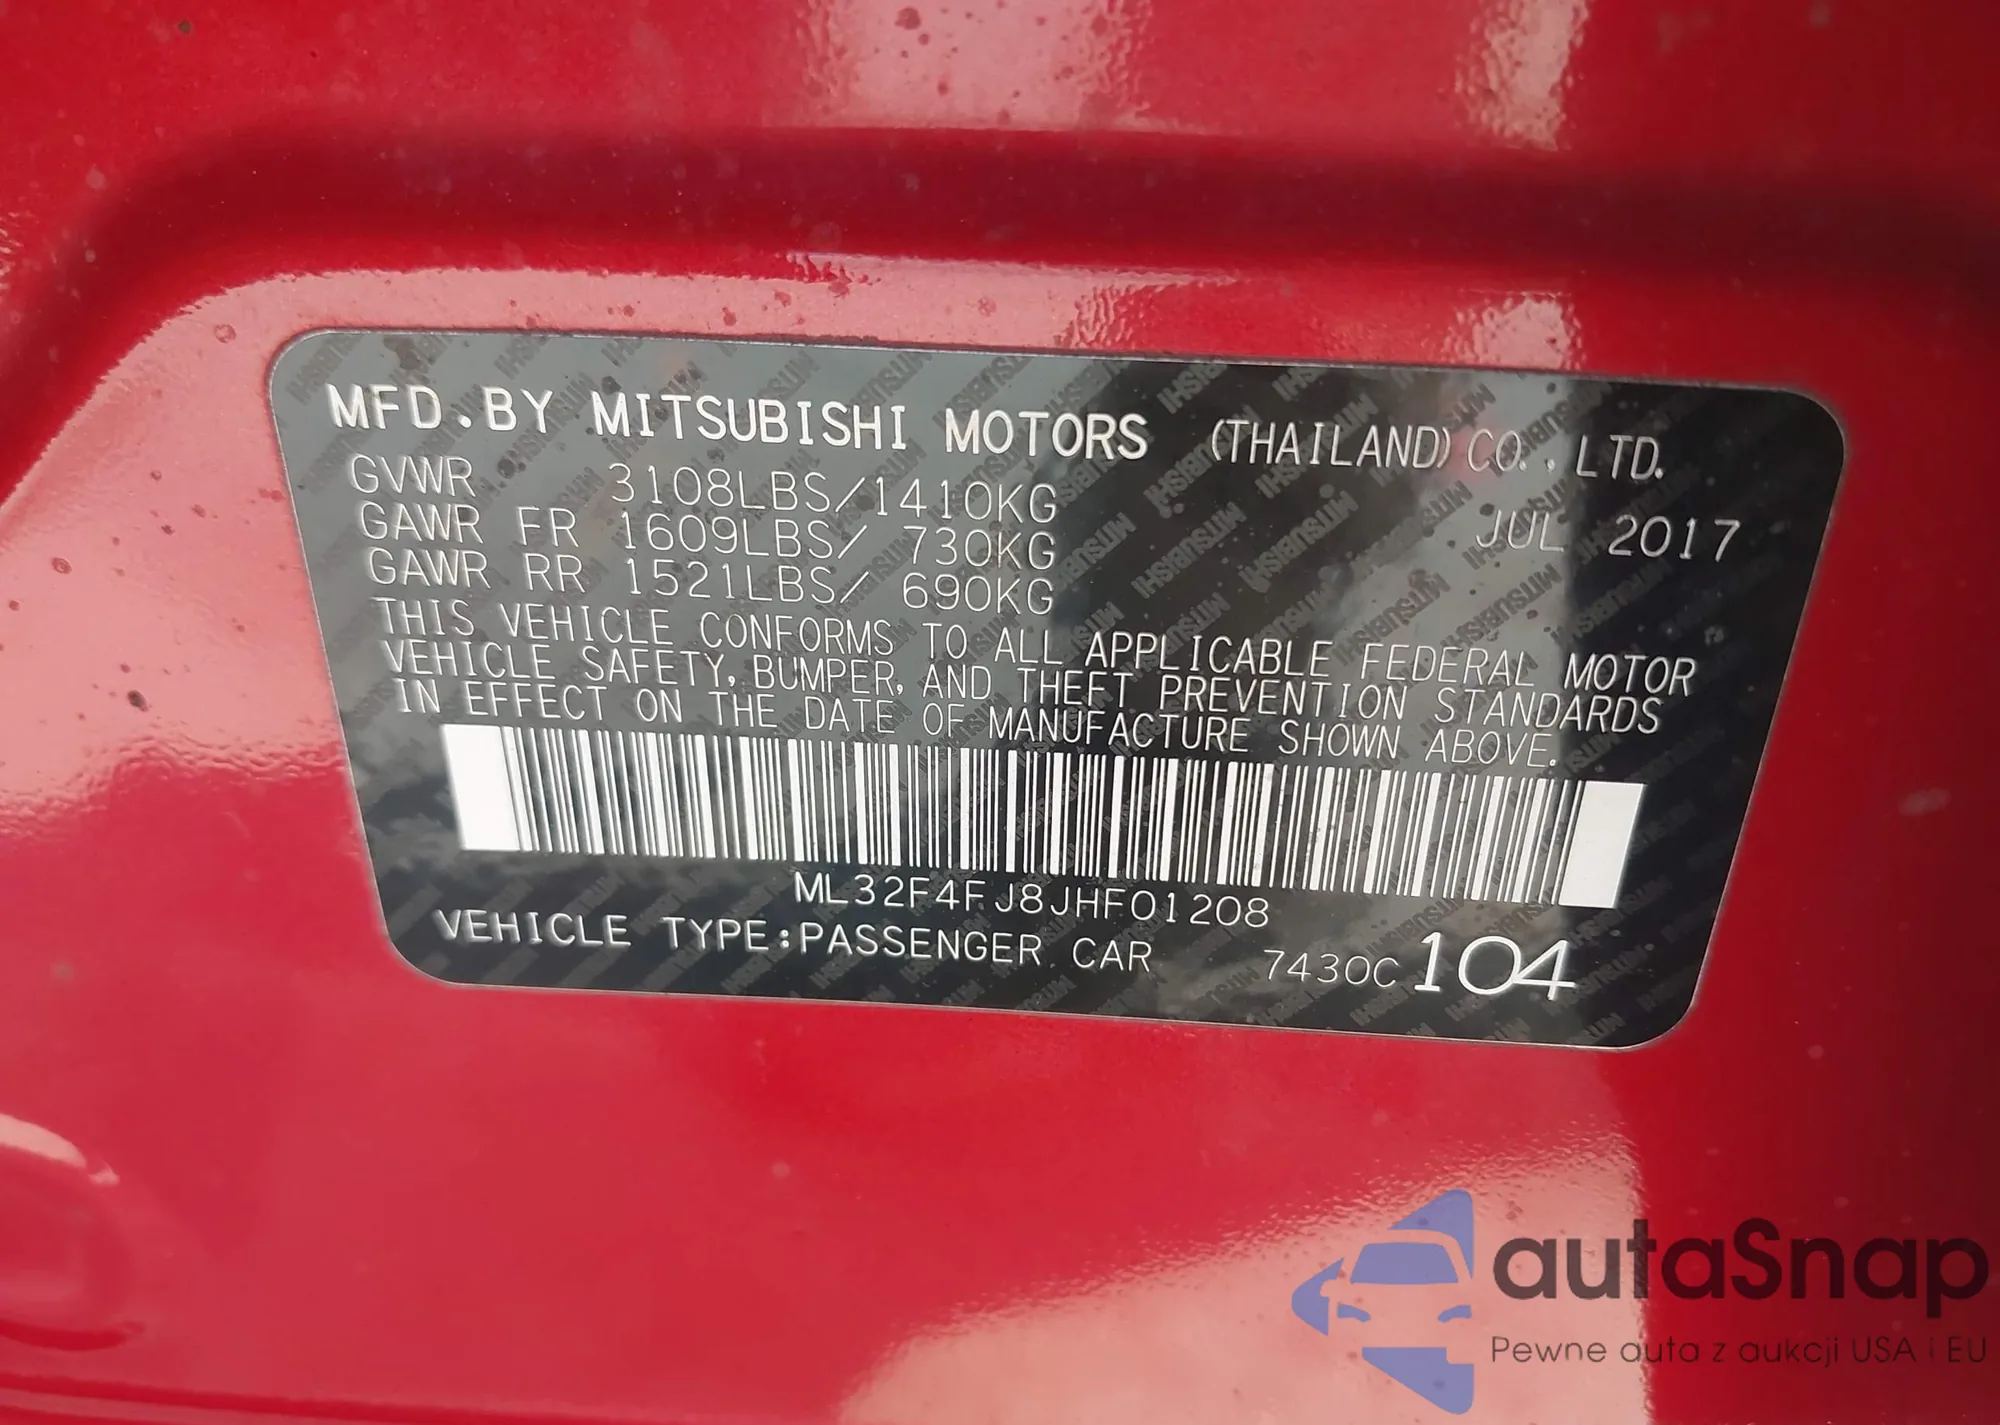 MFD.BY MITSUBISHI MOTORS (THAILAND) CO., LTD.
GVWR 3108LBS/1410KG
JUL 2017
GAWR FR 1609LBS/ 730KG
GAWR RR 1521LBS/ 690KG
THIS VEHICLE CONFORMS TO ALL APPLICABLE FEDERAL MOTOR
VEHICLE SAFETY, BUMPER, AND THEFT PREVENTION STANDARDS
IN EFFECT ON THE DATE OF MANUFACTURE SHOWN ABOVE.
ML32F4FJ8JHF01208
VEHICLE TYPE:PASSENGER CAR 7430C 104
autaSnap
Pewne auta z aukcji USA i EU